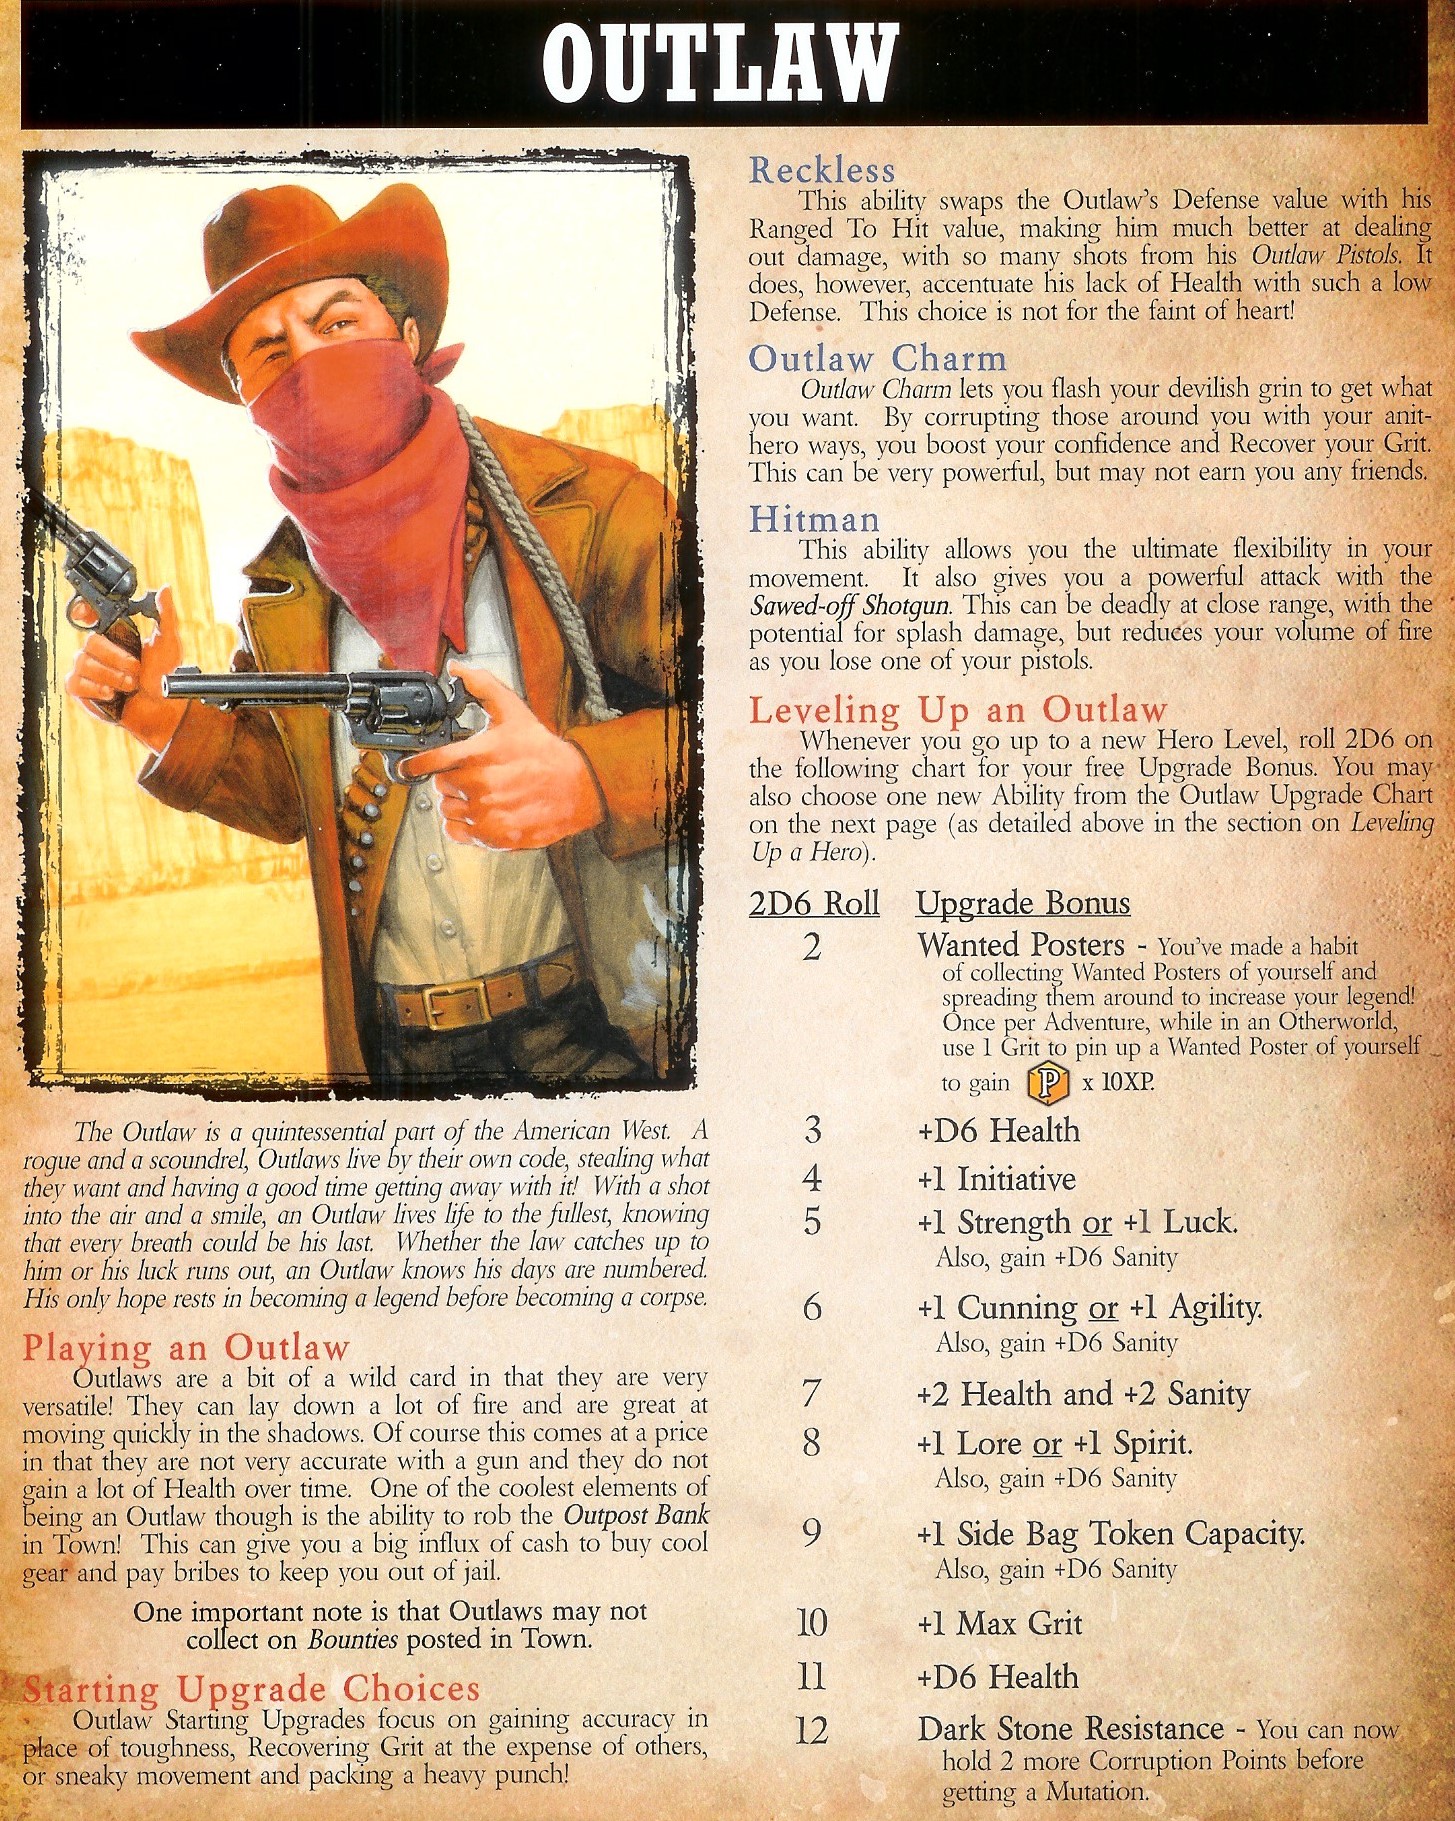 OUTLAW
The Outlaw is a quintessential part of the American West. A
rogue and a scoundrel, Outlaws live by their own code, stealing what
they want and having a good time getting away with it! With a shot
into the air and a smile, an Outlaw lives life to the fullest, knowing
that every breath could be his last. Whether the law catches up to
him or his luck runs out, an Outlaw knows his days are numbered.
His only hope rests in becoming a legend before becoming a corpse.
Playing an Outlaw
Outlaws are a bit of a wild card in that they are very
versatile! They can lay down a lot of fire and are great at
moving quickly in the shadows. Of course this comes at a price
in that they are not very accurate with a gun and they do not
gain a lot of Health over time. One of the coolest elements of
being an Outlaw though is the ability to rob the Outpost Bank
in Town! This can give you a big influx of cash to buy cool
gear and pay bribes to keep you out of jail.
One important note is that Outlaws may not
collect on Bounties posted in Town.
Starting Upgrade Choices
Outlaw Starting Upgrades focus on gaining accuracy in
place of toughness, Recovering Grit at the expense of others,
or sneaky movement and packing a heavy punch!
Reckless
This ability swaps the Outlaw's Defense value with his
Ranged To Hit value, making him much better at dealing
out damage, with so many shots from his Outlaw Pistols. It
does, however, accentuate his lack of Health with such a low
Defense. This choice is not for the faint of heart!
Outlaw Charm
Outlaw Charm lets you flash your devilish grin to get what
you want. By corrupting those around you with your anit-
hero ways, you boost your confidence and Recover your Grit.
This can be very powerful, but may not earn you any friends.
Hitman
This ability allows you the ultimate flexibility in your
movement. It also gives you a powerful attack with the
Sawed-off Shotgun. This can be deadly at close range, with the
potential for splash damage, but reduces your volume of fire
as you lose one of your pistols.
Leveling Up an Outlaw
Whenever you go up to a new Hero Level, roll 2D6 on
the following chart for your free Upgrade Bonus. You may
also choose one new Ability from the Outlaw Upgrade Chart
on the next page (as detailed above in the section on Leveling
Up a Hero).
2D6 Roll Upgrade Bonus
2 Wanted Posters - You've made a habit
of collecting Wanted Posters of yourself and
spreading them around to increase your legend!
Once per Adventure, while in an Otherworld,
use 1 Grit to pin up a Wanted Poster of yourself
to gain P x 10XP.
3 +D6 Health
4 +1 Initiative
5 +1 Strength or +1 Luck.
Also, gain +D6 Sanity
6 +1 Cunning or +1 Agility.
Also, gain +D6 Sanity
7 +2 Health and +2 Sanity
8 +1 Lore or +1 Spirit.
Also, gain +D6 Sanity
9 +1 Side Bag Token Capacity.
Also, gain +D6 Sanity
10 +1 Max Grit
11 +D6 Health
12 Dark Stone Resistance - You can now
hold 2 more Corruption Points before
getting a Mutation.